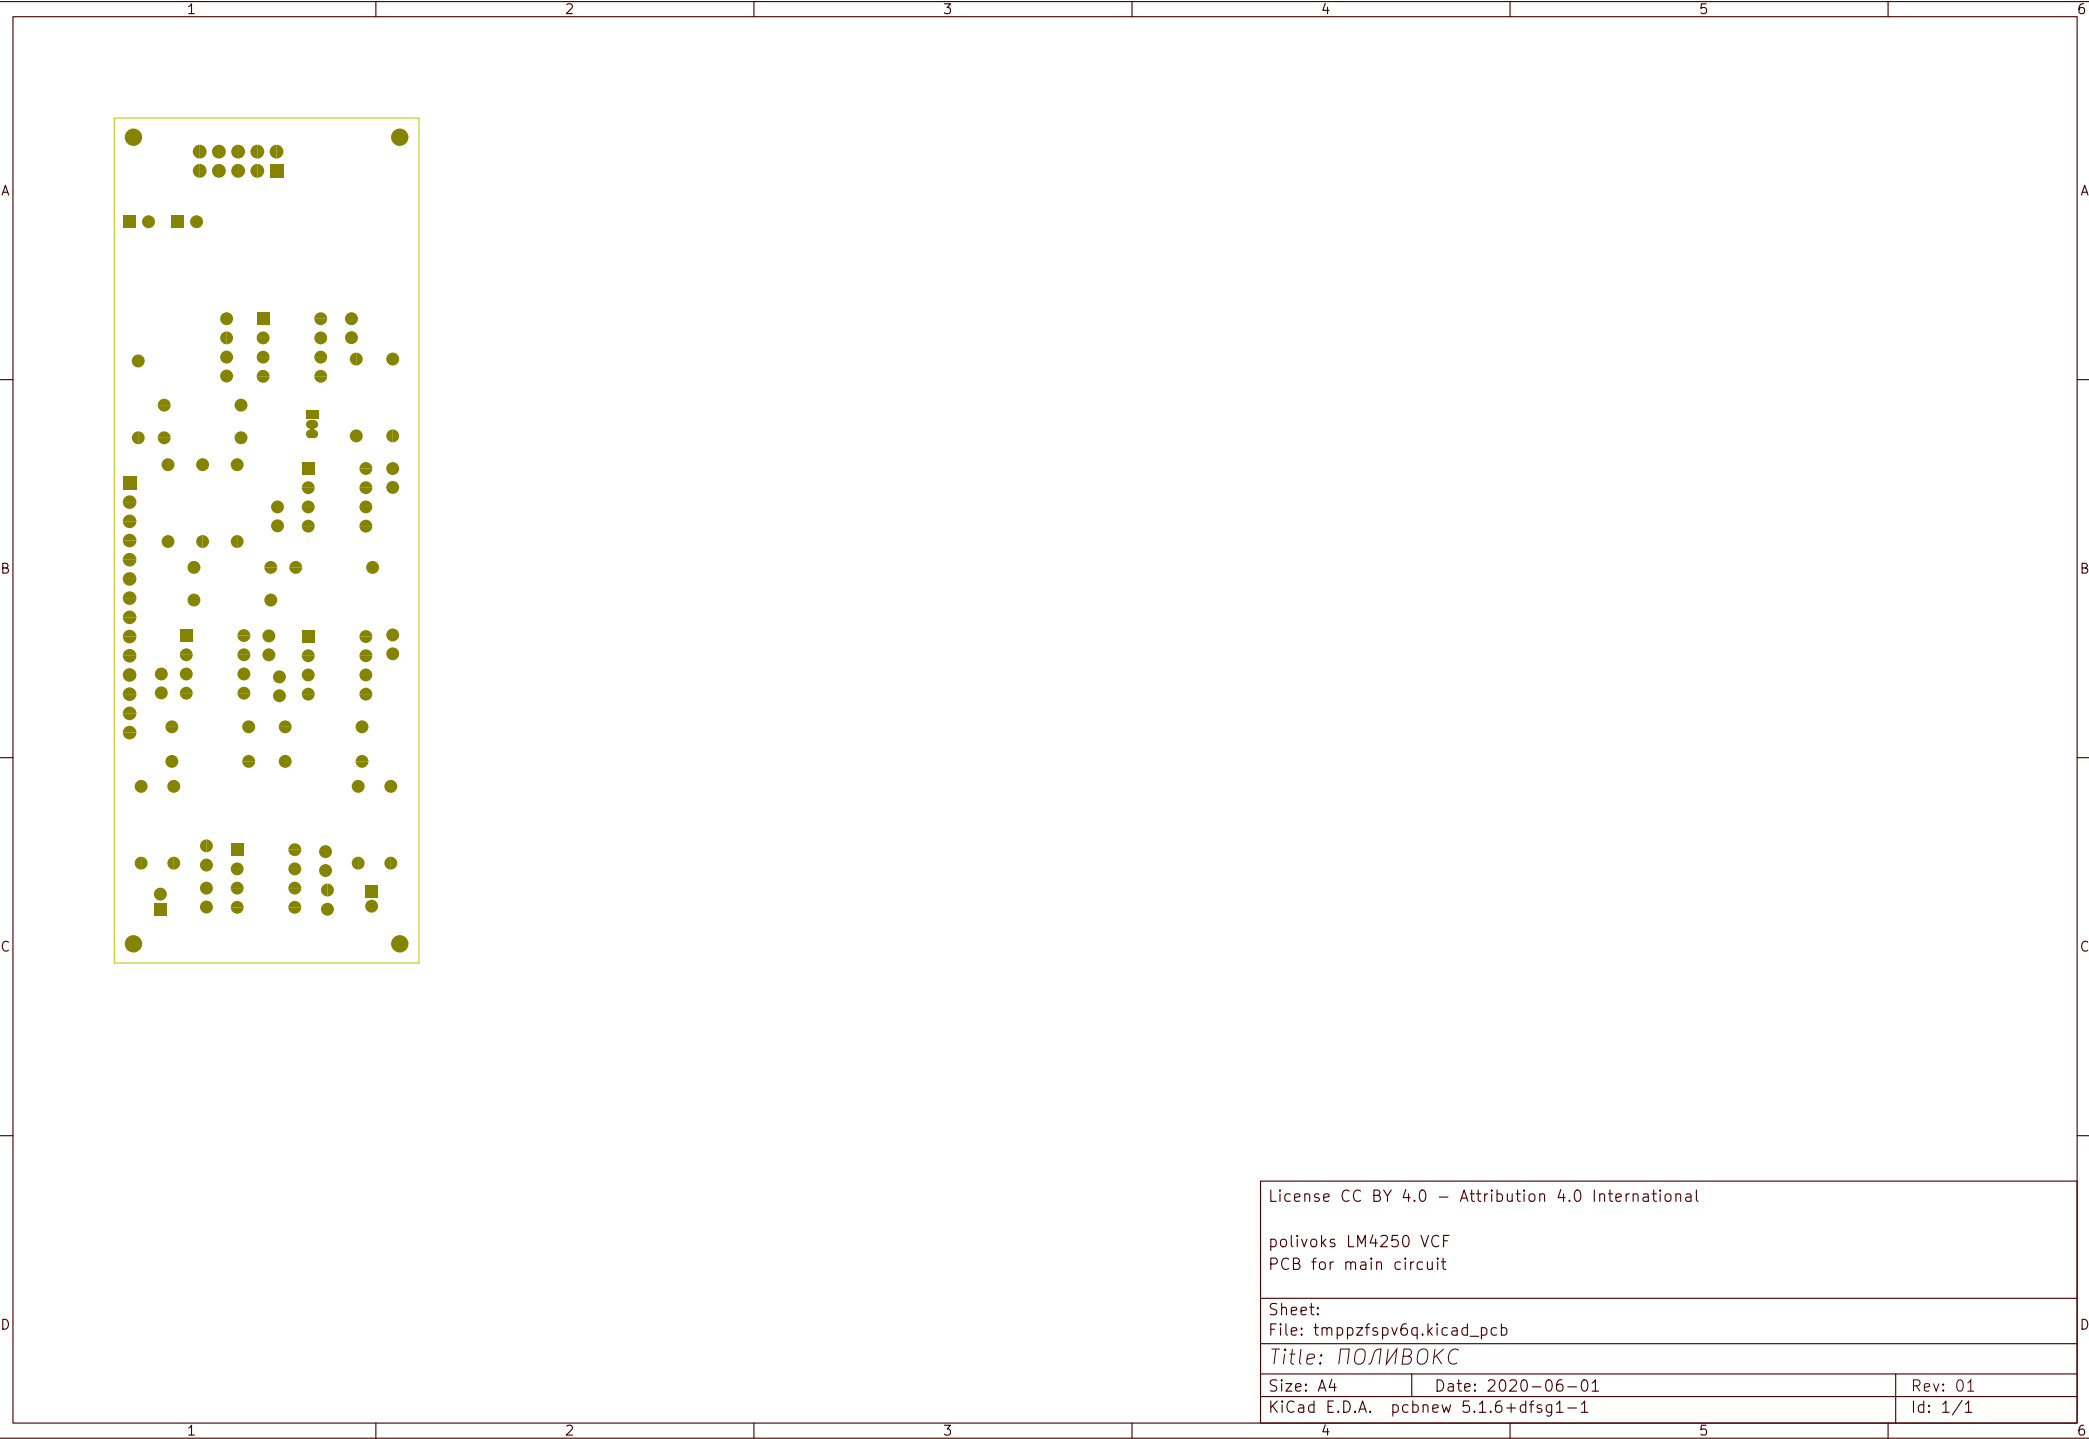 1 2 3 4 5 6
A A
B B
C C
D D
License CC BY 4.0 – Attribution 4.0 International
polivoks LM4250 VCF
PCB for main circuit
Sheet:
File: tmppzfspv6q.kicad_pcb
Title: ПОЛИВОКС
Size: A4 Date: 2020-06-01 Rev: 01
KiCad E.D.A. pcbnew 5.1.6+dfsg1-1 Id: 1/1
1 2 3 4 5 6